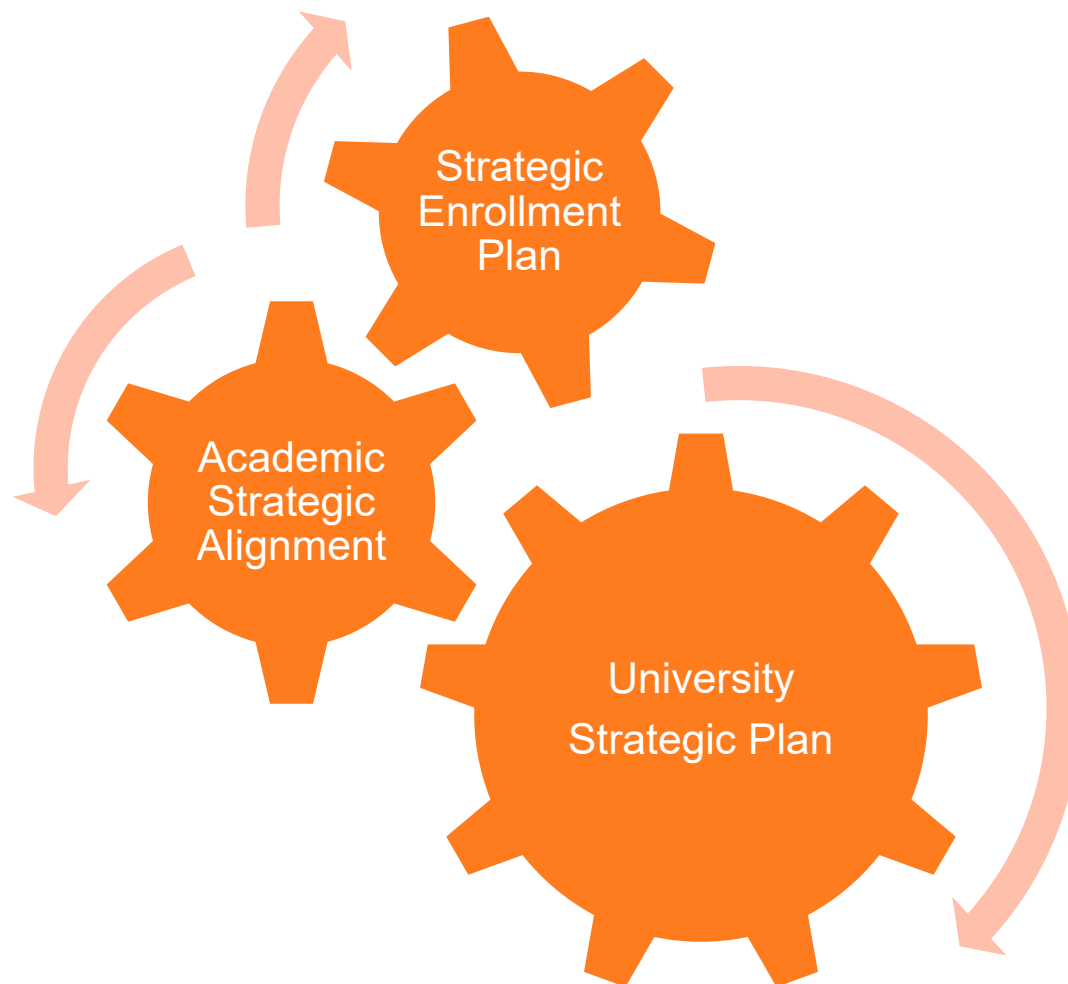 Strategic
Enrollment
Plan
Academic
Strategic
Alignment
University
Strategic Plan